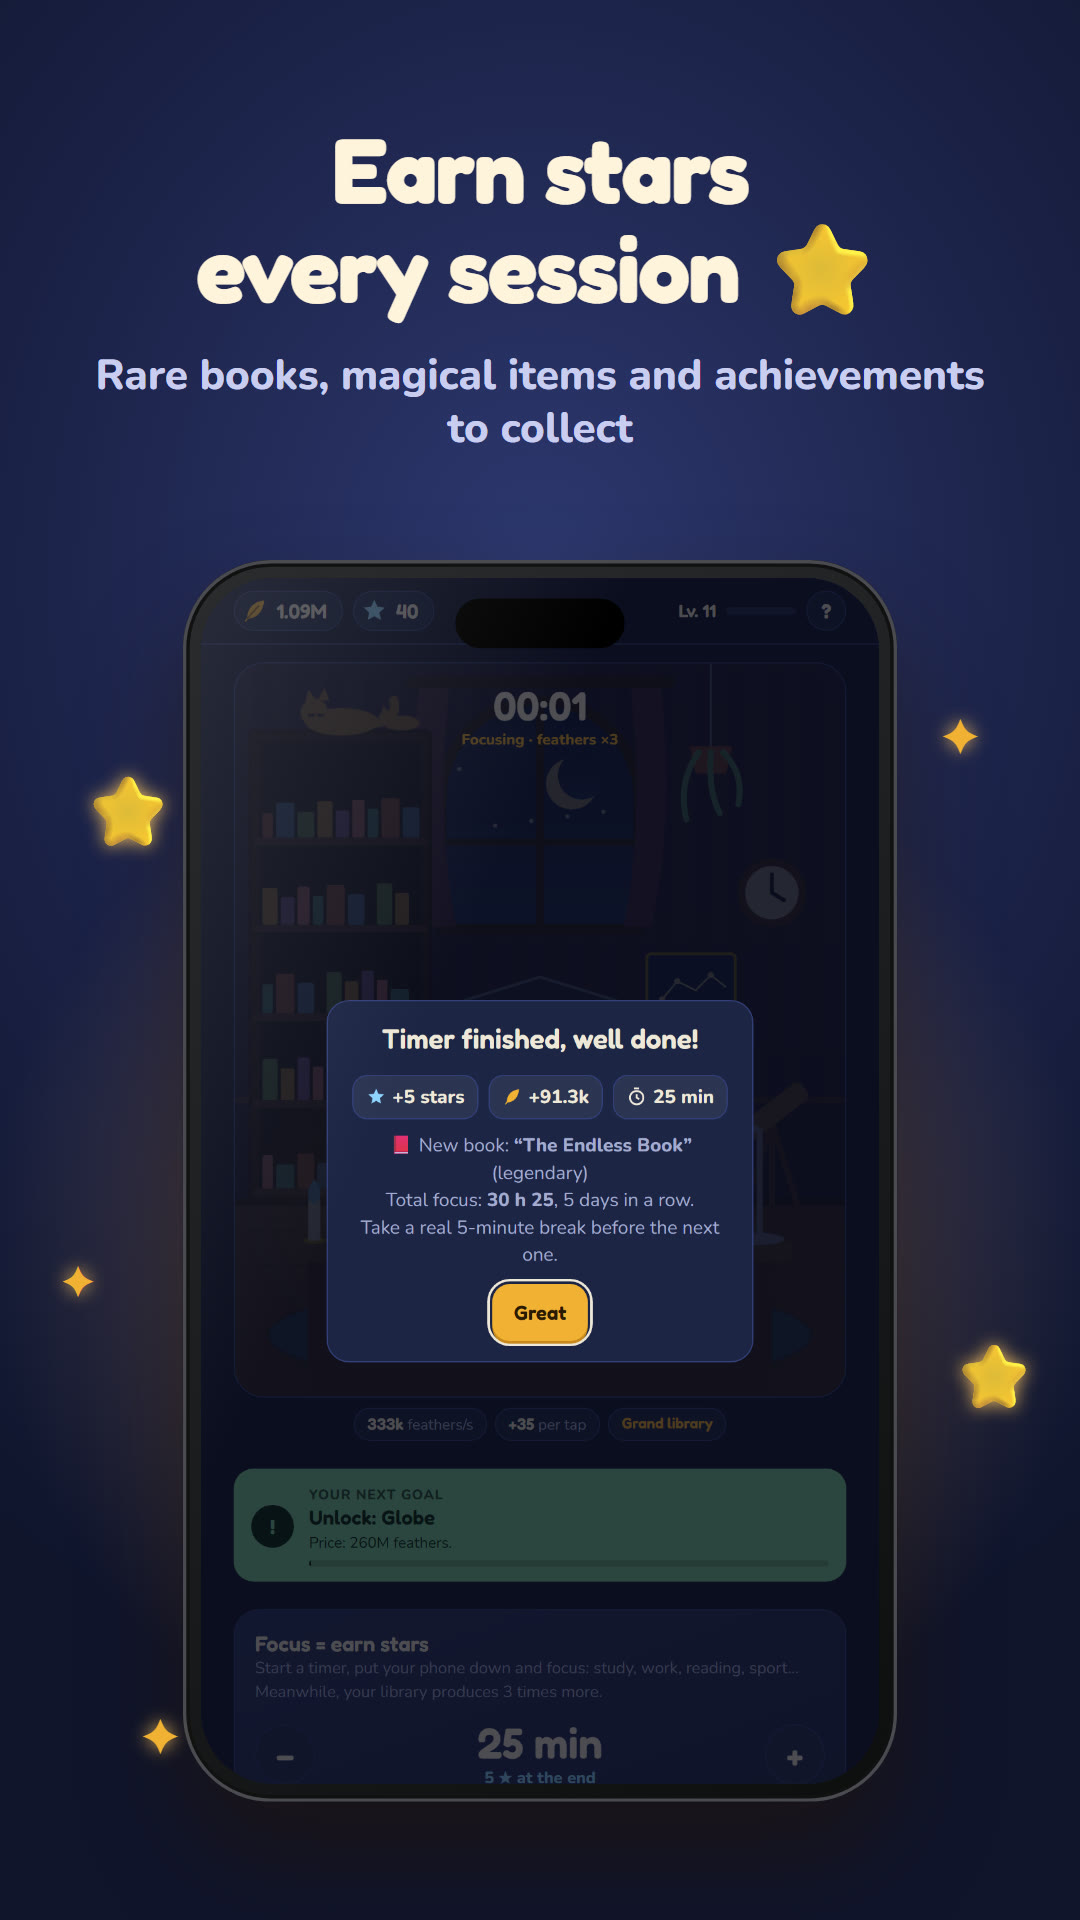 Earn stars
every session
Rare books, magical items and achievements
to collect
1.09M
40
Lv. 11
?
00:01
Focusing · feathers ×3
Timer finished, well done!
+5 stars
+91.3k
25 min
New book: “The Endless Book”
(legendary)
Total focus: 30 h 25, 5 days in a row.
Take a real 5-minute break before the next
one.
Great
333k feathers/s
+35 per tap
Grand library
YOUR NEXT GOAL
!
Unlock: Globe
Price: 260M feathers.
Focus = earn stars
Start a timer, put your phone down and focus: study, work, reading, sport...
Meanwhile, your library produces 3 times more.
−
25 min
+
5 ★ at the end